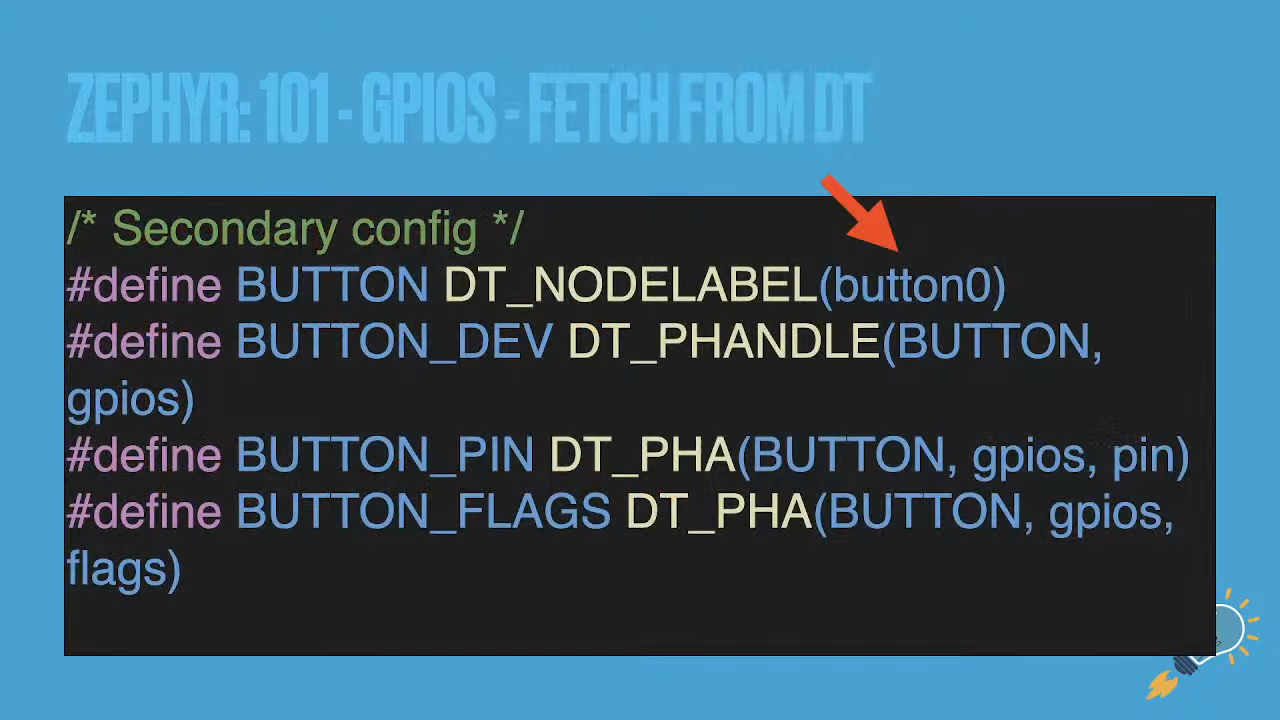 ZEPHYR: 101 - GPIOS - FETCH FROM DT
/* Secondary config */
#define BUTTON DT_NODELABEL(button0)
#define BUTTON_DEV DT_PHANDLE(BUTTON,
gpios)
#define BUTTON_PIN DT_PHA(BUTTON, gpios, pin)
#define BUTTON_FLAGS DT_PHA(BUTTON, gpios,
flags)